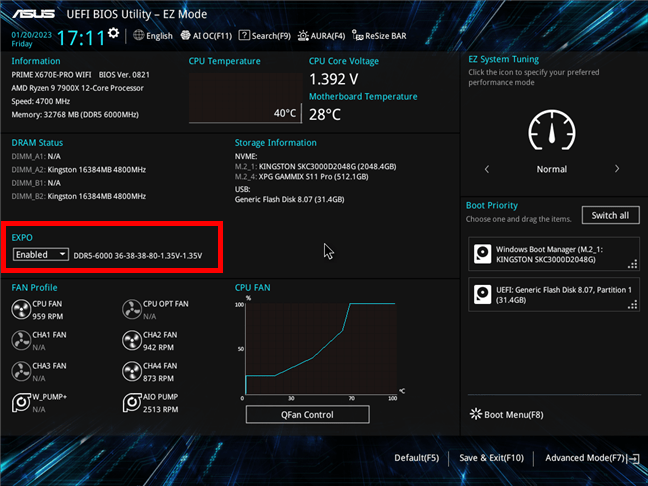 ASUS UEFI BIOS Utility – EZ Mode
01/20/2023
Friday
17:11
English
AI OC(F11)
Search(F9)
AURA(F4)
ReSize BAR
Information
PRIME X670E-PRO WIFI BIOS Ver. 0821
AMD Ryzen 9 7900X 12-Core Processor
Speed: 4700 MHz
Memory: 32768 MB (DDR5 6000MHz)
CPU Temperature
40°C
CPU Core Voltage
1.392 V
Motherboard Temperature
28°C
EZ System Tuning
Click the icon to specify your preferred
performance mode
Normal
DRAM Status
DIMM_A1: N/A
DIMM_A2: Kingston 16384MB 4800MHz
DIMM_B1: N/A
DIMM_B2: Kingston 16384MB 4800MHz
Storage Information
NVME:
M.2_1: KINGSTON SKC3000D2048G (2048.4GB)
M.2_4: XPG GAMMIX S11 Pro (512.1GB)
USB:
Generic Flash Disk 8.07 (31.4GB)
Boot Priority
Choose one and drag the items.
Switch all
Windows Boot Manager (M.2_1:
KINGSTON SKC3000D2048G)
UEFI: Generic Flash Disk 8.07, Partition 1
(31.4GB)
EXPO
Enabled
DDR5-6000 36-38-38-80-1.35V-1.35V
FAN Profile
CPU FAN
959 RPM
CPU OPT FAN
N/A
CHA1 FAN
N/A
CHA2 FAN
942 RPM
CHA3 FAN
N/A
CHA4 FAN
873 RPM
W_PUMP+
N/A
AIO PUMP
2513 RPM
CPU FAN
%
100
50
0
30
70
100
°C
QFan Control
Boot Menu(F8)
Default(F5)
Save & Exit(F10)
Advanced Mode(F7)